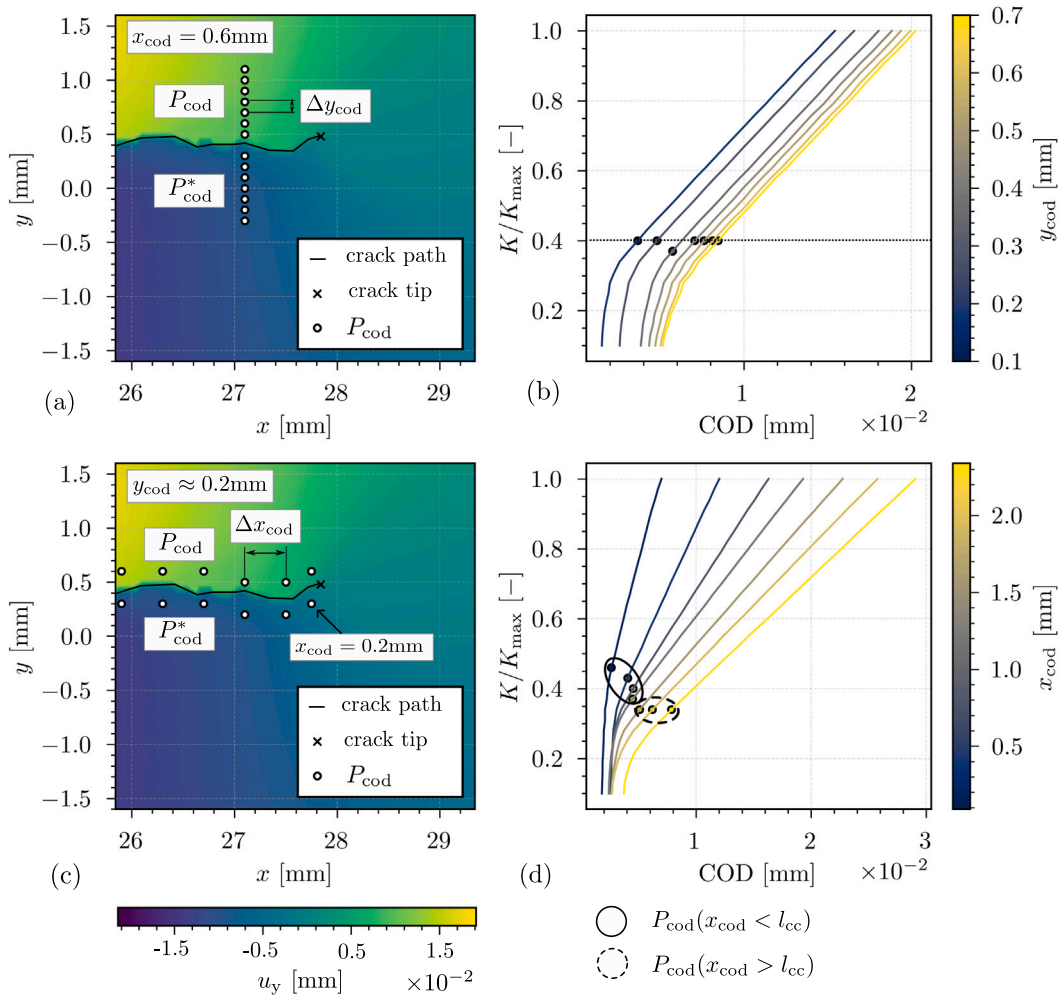 x_cod = 0.6mm
P_cod
Δy_cod
P*_cod
crack path
crack tip
P_cod
1.5
1.0
0.5
0.0
−0.5
−1.0
−1.5
y [mm]
26
27
28
29
x [mm]
(a)
1.0
0.8
0.6
0.4
0.2
K/K_max [−]
1
2
COD [mm]
×10^−2
(b)
0.7
0.6
0.5
0.4
0.3
0.2
0.1
y_cod [mm]
y_cod ≈ 0.2mm
P_cod
Δx_cod
P*_cod
x_cod = 0.2mm
crack path
crack tip
P_cod
1.5
1.0
0.5
0.0
−0.5
−1.0
−1.5
y [mm]
26
27
28
29
x [mm]
(c)
1.0
0.8
0.6
0.4
0.2
K/K_max [−]
1
2
3
COD [mm]
×10^−2
(d)
2.0
1.5
1.0
0.5
x_cod [mm]
-1.5
-0.5
0.5
1.5
u_y [mm]
×10^−2
P_cod(x_cod < l_cc)
P_cod(x_cod > l_cc)